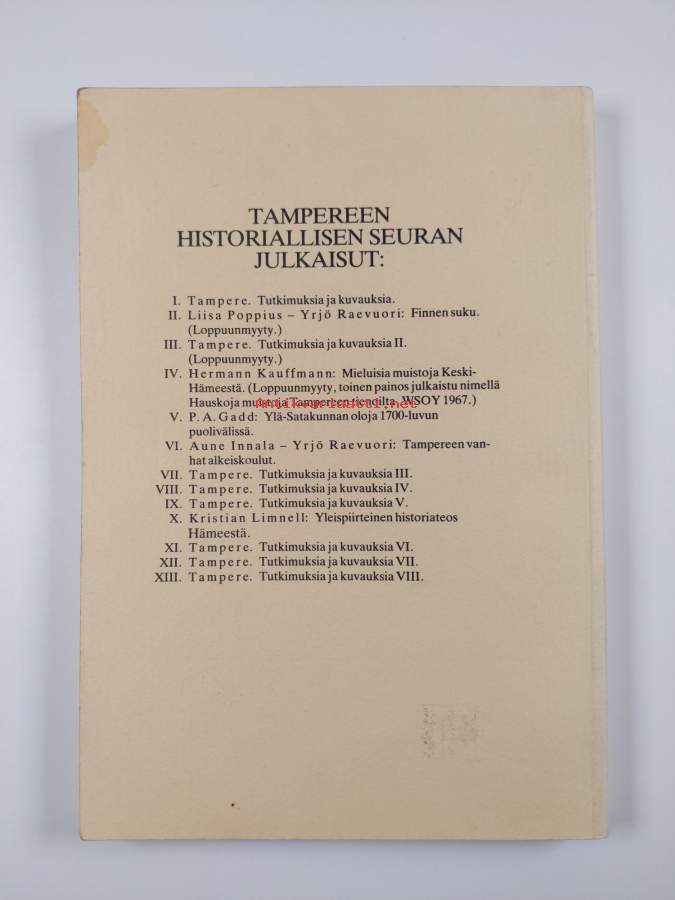 TAMPEREEN
HISTORIALLISEN SEURAN
JULKAISUT:
I. Tampere. Tutkimuksia ja kuvauksia.
II. Liisa Poppius – Yrjö Raevuori: Finnen suku.
(Loppuunmyyty.)
III. Tampere. Tutkimuksia ja kuvauksia II.
(Loppuunmyyty.)
IV. Hermann Kauffmann: Mieluisia muistoja Keski-
Hämeestä. (Loppuunmyyty, toinen painos julkaistu nimellä
Hauskoja muistoja Tampereen tienoilta. WSOY 1967.)
Antikvariaatti.net
V. P. A. Gadd: Ylä-Satakunnan oloja 1700-luvun
puolivälissä.
VI. Aune Innala – Yrjö Raevuori: Tampereen van-
hat alkeiskoulut.
VII. Tampere. Tutkimuksia ja kuvauksia III.
VIII. Tampere. Tutkimuksia ja kuvauksia IV.
IX. Tampere. Tutkimuksia ja kuvauksia V.
X. Kristian Limnell: Yleispiirteinen historiateos
Hämeestä.
XI. Tampere. Tutkimuksia ja kuvauksia VI.
XII. Tampere. Tutkimuksia ja kuvauksia VII.
XIII. Tampere. Tutkimuksia ja kuvauksia VIII.